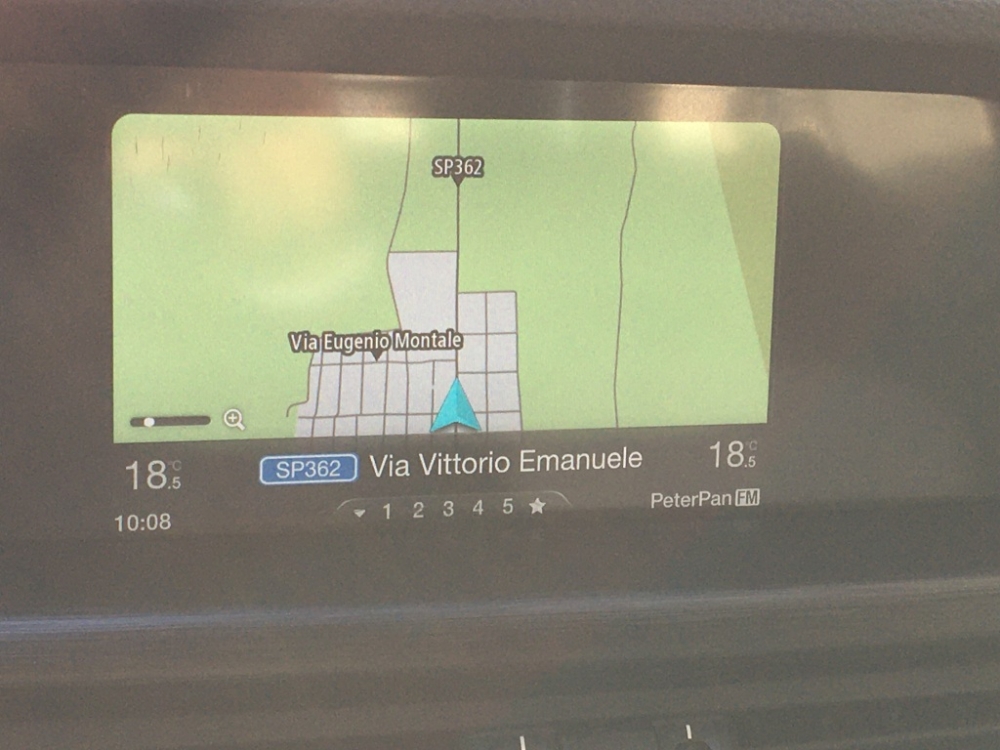 SP362
Via Eugenio Montale
18.5°C
SP362 Via Vittorio Emanuele
18.5°C
1 2 3 4 5
PeterPan FM
10:08